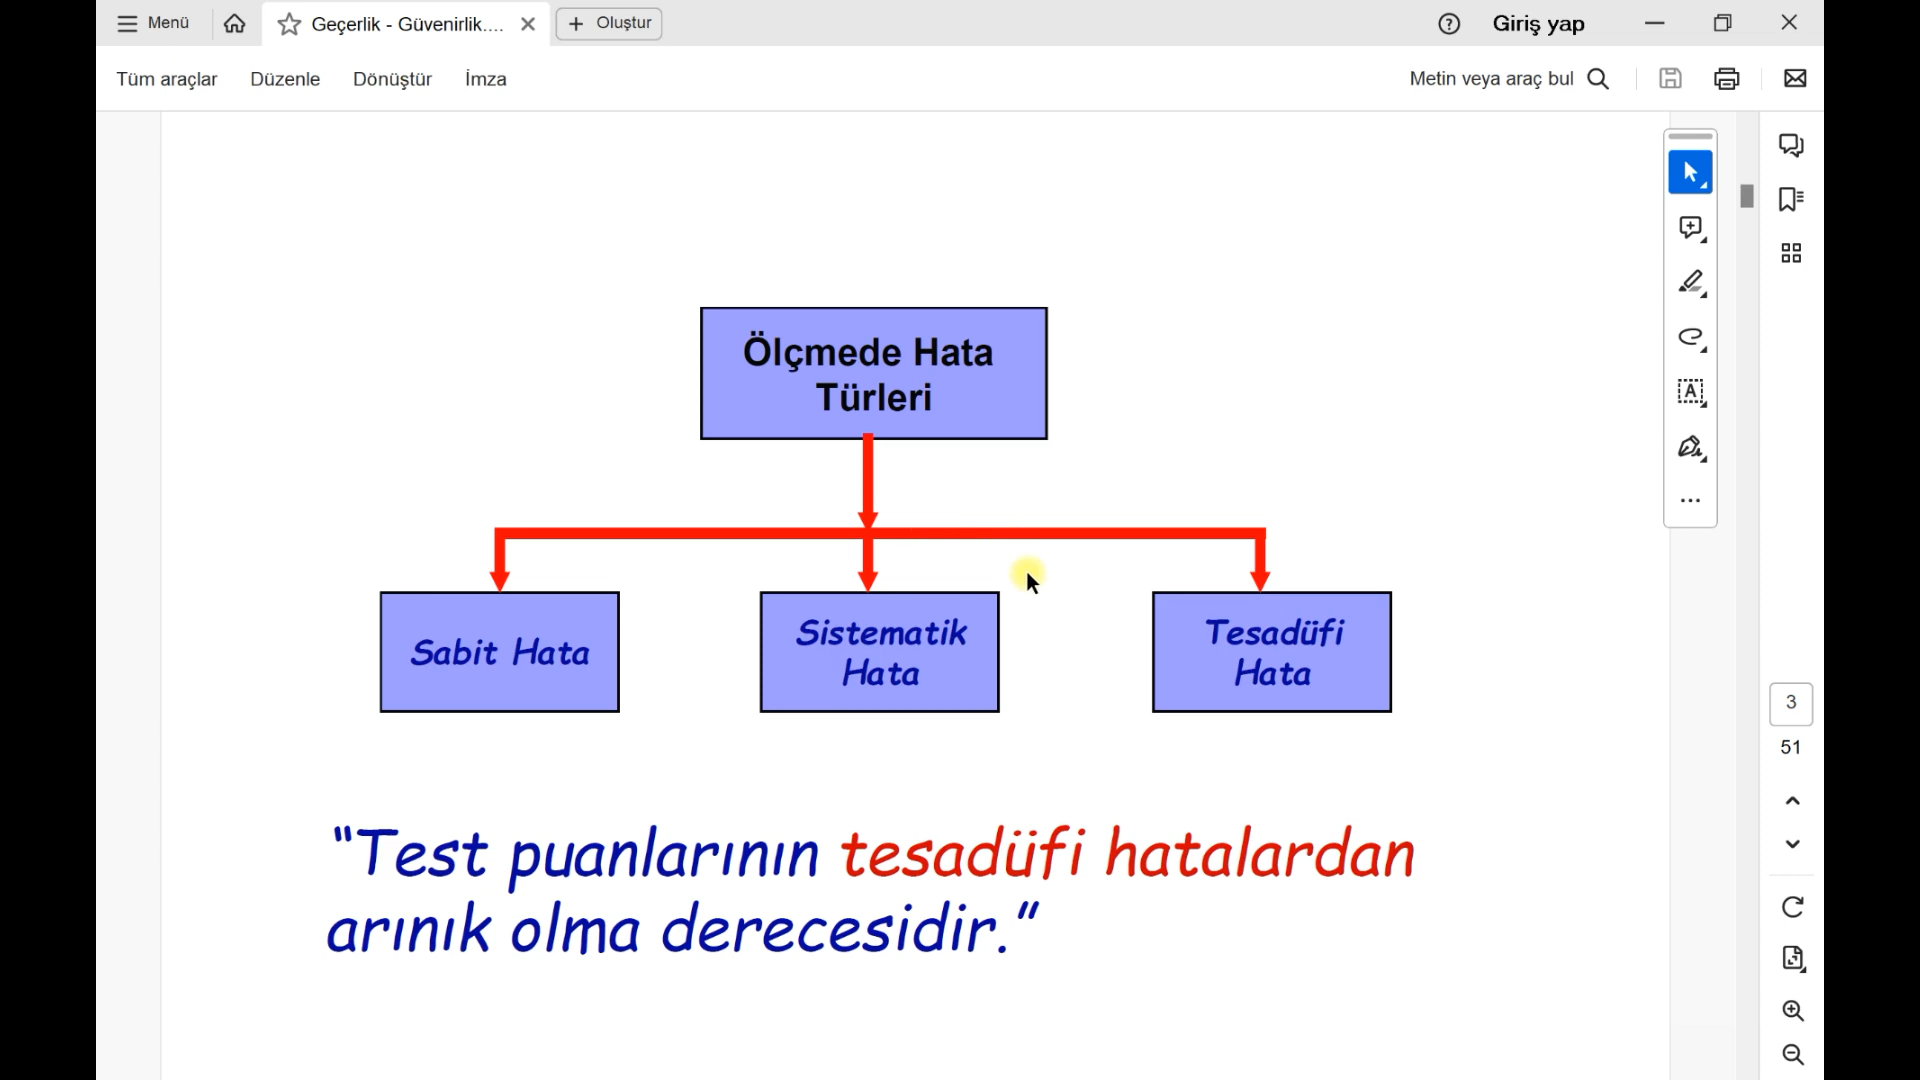 Menü
Geçerlik - Güvenirlik....
Oluştur
Giriş yap
Tüm araçlar
Düzenle
Dönüştür
İmza
Metin veya araç bul
Ölçmede Hata
Türleri
Sabit Hata
Sistematik
Hata
Tesadüfi
Hata
"Test puanlarının tesadüfi hatalardan
arınık olma derecesidir."
3
51